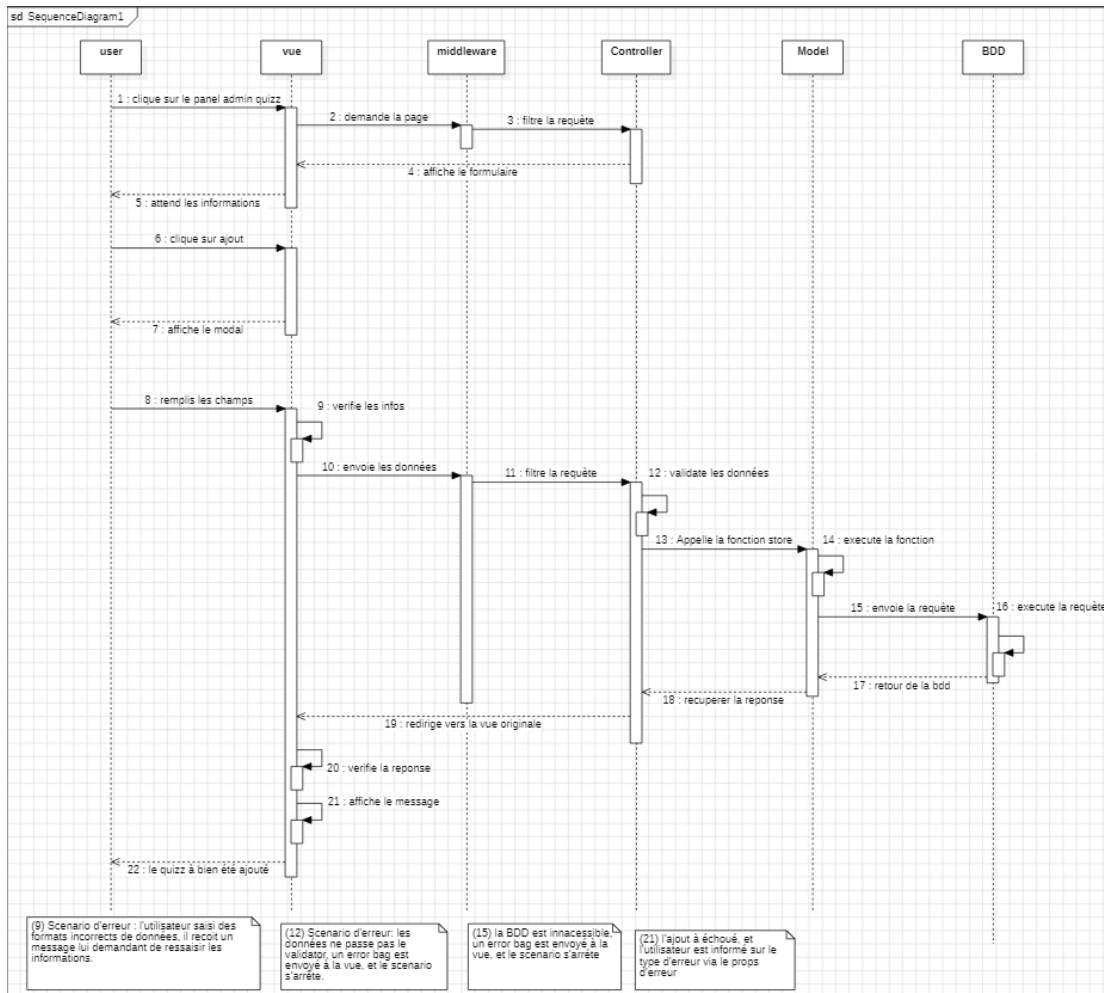 sd SequenceDiagram1
user
vue
middleware
Controller
Model
BDD
1 : clique sur le panel admin quizz
2 : demande la page
3 : filtre la requète
4 : affiche le formulaire
5 : attend les informations
6 : clique sur ajout
7 : affiche le modal
8 : remplis les champs
9 : verifie les infos
10 : envoie les données
11 : filtre la requète
12 : validate les données
13 : Appelle la fonction store
14 : execute la fonction
15 : envoie la requète
16 : execute la requète
17 : retour de la bdd
18 : recuperer la reponse
19 : redirige vers la vue originale
20 : verifie la reponse
21 : affiche le message
22 : le quizz à bien été ajouté
(9) Scenario d'erreur : l'utilisateur saisi des
formats incorrects de données, il recoit un
message lui demandant de ressaisir les
informations.
(12) Scenario d'erreur: les
données ne passe pas le
validator, un error bag est
envoyé à la vue, et le scenario
s'arrète.
(15) la BDD est innacessible,
un error bag est envoyé à la
vue, et le scenario s'arrète
(21) l'ajout à échoué, et
l'utilisateur est informé sur le
type d'erreur via le props
d'erreur